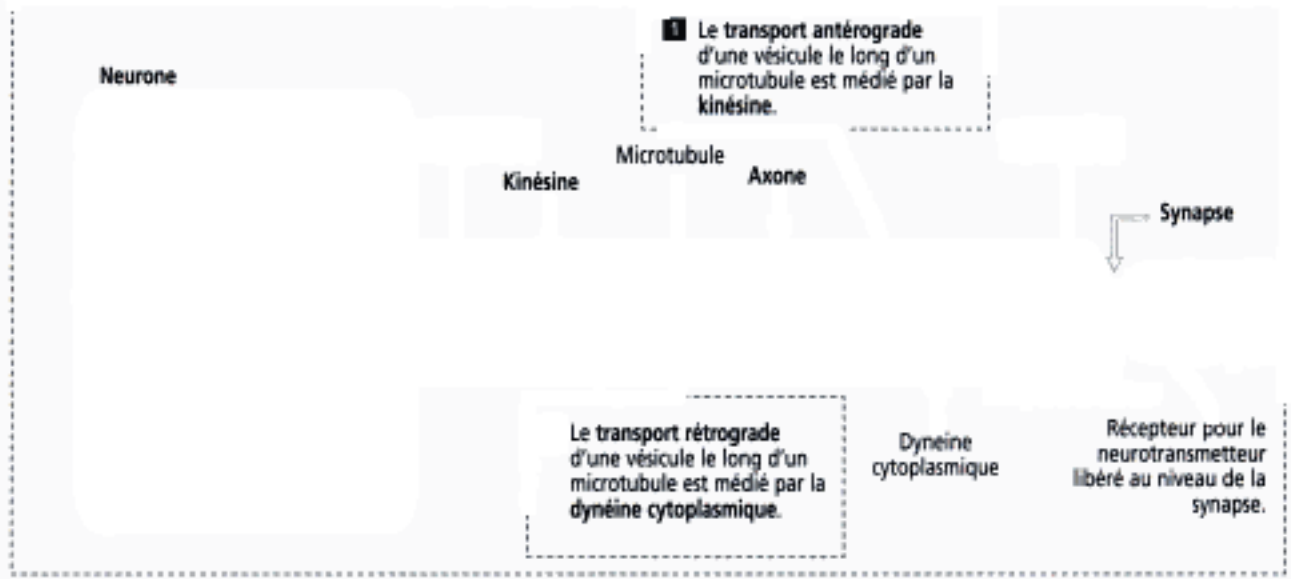 1 Le transport antérograde
d'une vésicule le long d'un
microtubule est médié par la
kinésine.
Neurone
Microtubule
Kinésine
Axone
Synapse
Le transport rétrograde
d'une vésicule le long d'un
microtubule est médié par la
dynéine cytoplasmique.
Dyneine
cytoplasmique
Récepteur pour le
neurotransmetteur
libéré au niveau de la
synapse.